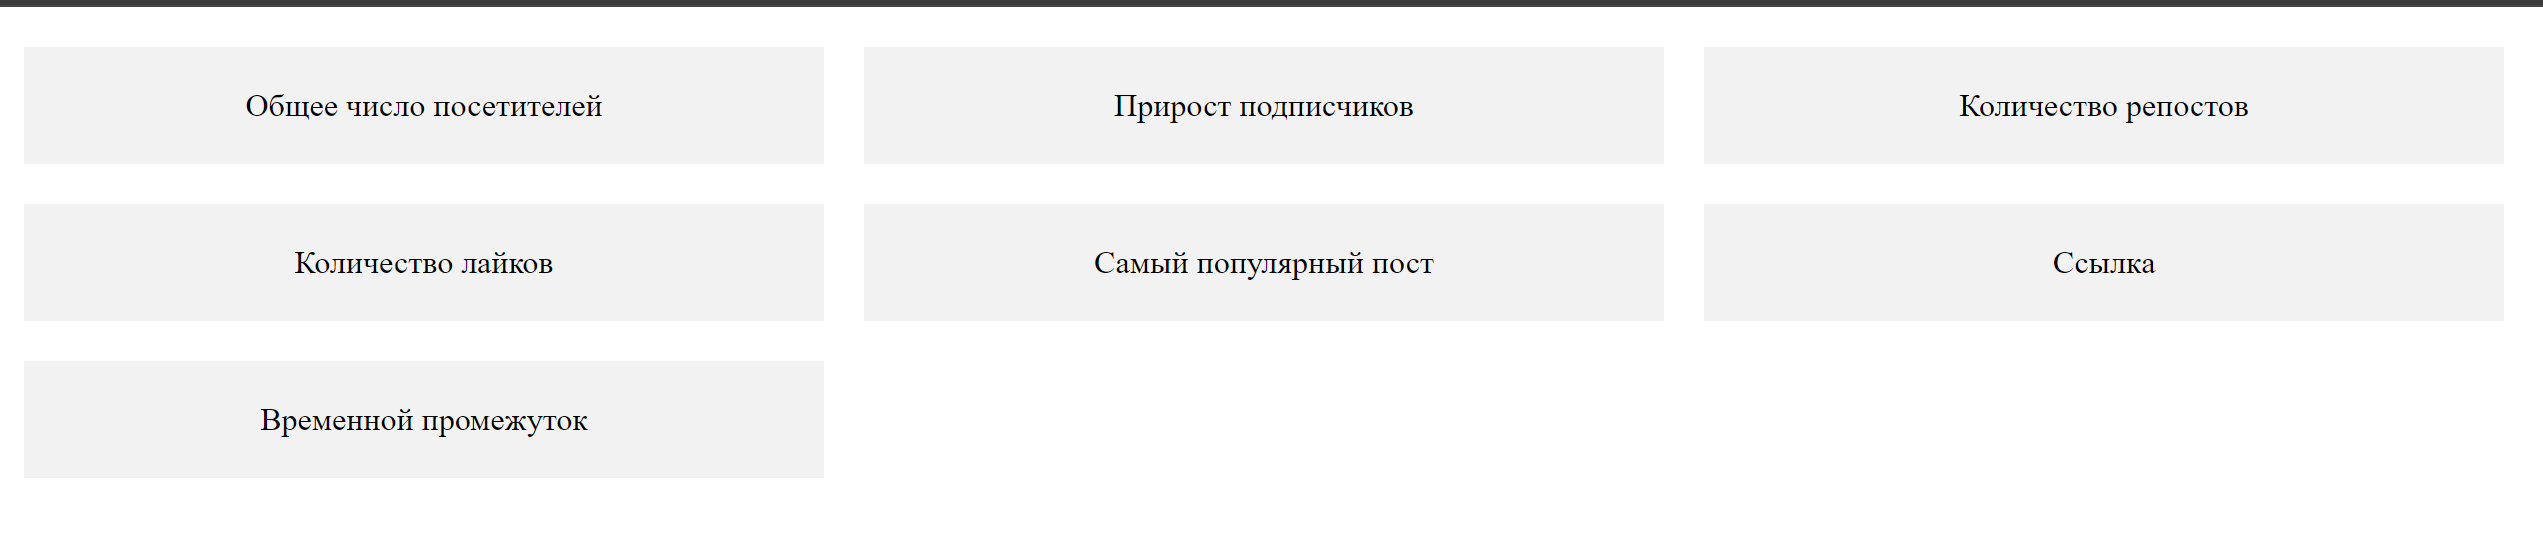 Общее число посетителей
Прирост подписчиков
Количество репостов
Количество лайков
Самый популярный пост
Ссылка
Временной промежуток